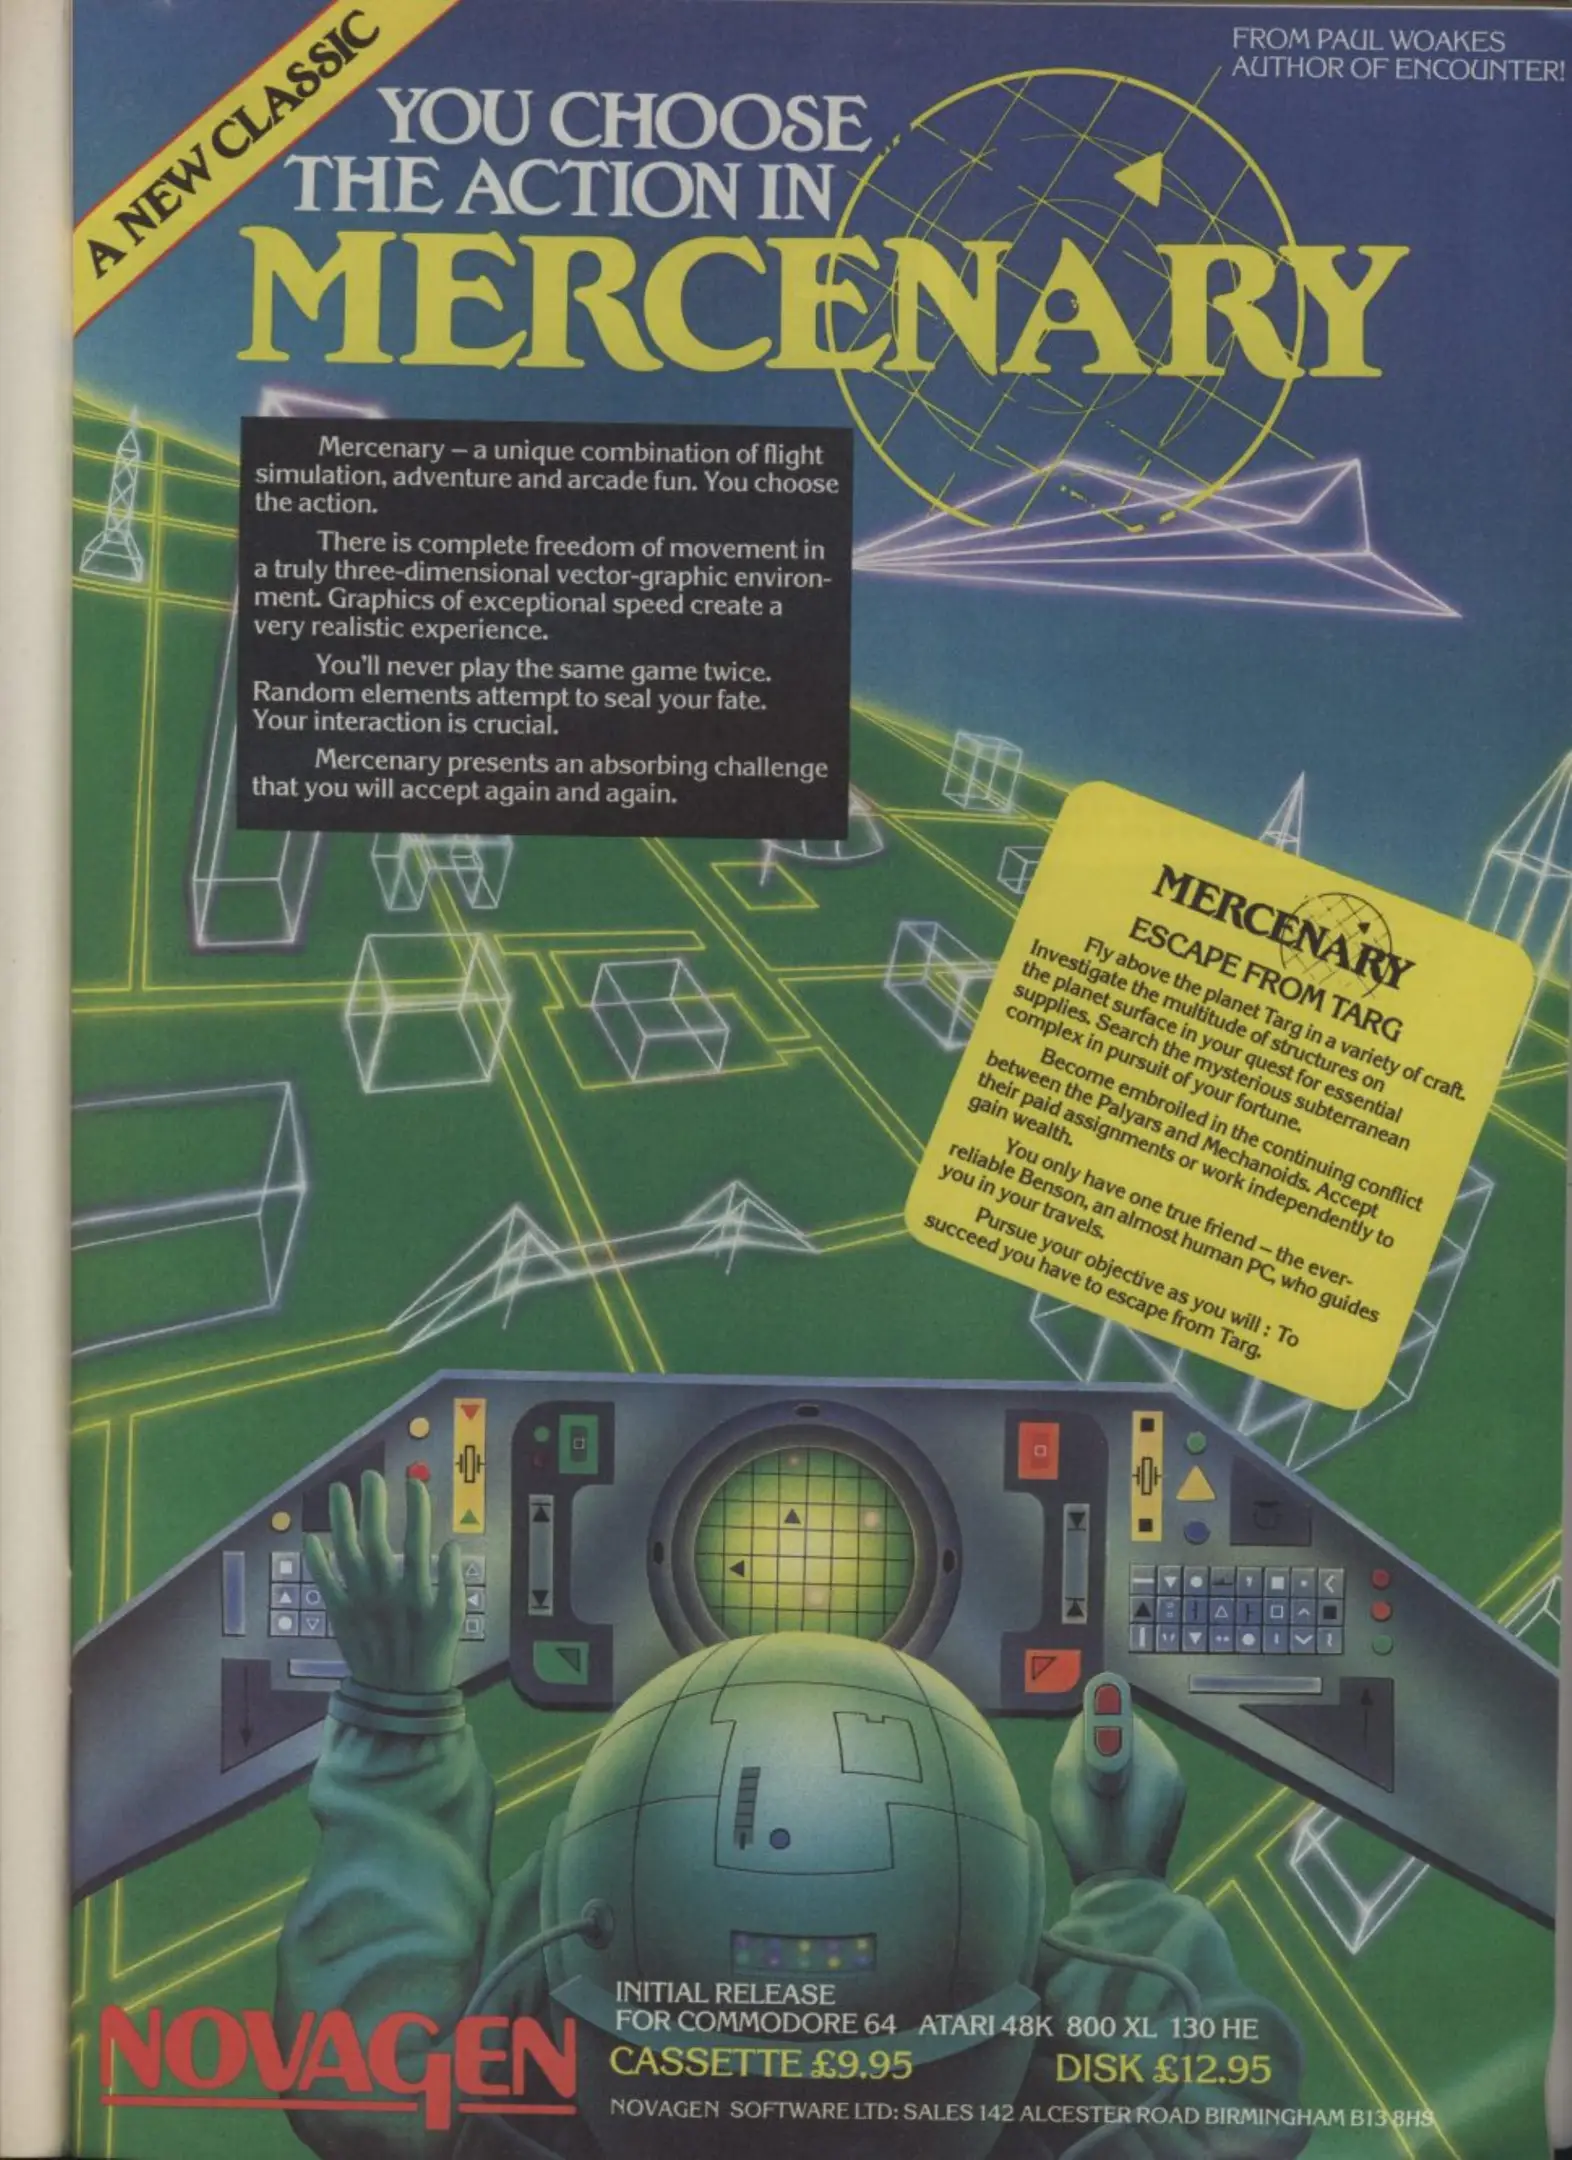 A NEW CLASSIC
FROM PAUL WOAKES
AUTHOR OF ENCOUNTER!
YOU CHOOSE
THE ACTION IN
MERCENARY
Mercenary – a unique combination of flight
simulation, adventure and arcade fun. You choose
the action.
There is complete freedom of movement in
a truly three-dimensional vector-graphic environ-
ment. Graphics of exceptional speed create a
very realistic experience.
You'll never play the same game twice.
Random elements attempt to seal your fate.
Your interaction is crucial.
Mercenary presents an absorbing challenge
that you will accept again and again.
MERCENARY
ESCAPE FROM TARG
Fly above the planet Targ in a variety of craft.
Investigate the multitude of structures on
the planet surface in your quest for essential
supplies. Search the mysterious subterranean
complex in pursuit of your fortune.
Become embroiled in the continuing conflict
between the Palyars and Mechanoids. Accept
their paid assignments or work independently to
gain wealth.
You only have one true friend – the ever-
reliable Benson, an almost human PC, who guides
you in your travels.
Pursue your objective as you will : To
succeed you have to escape from Targ.
INITIAL RELEASE
FOR COMMODORE 64 ATARI 48K 800 XL 130 HE
CASSETTE £9.95 DISK £12.95
NOVAGEN
NOVAGEN SOFTWARE LTD: SALES 142 ALCESTER ROAD BIRMINGHAM B13 8HS